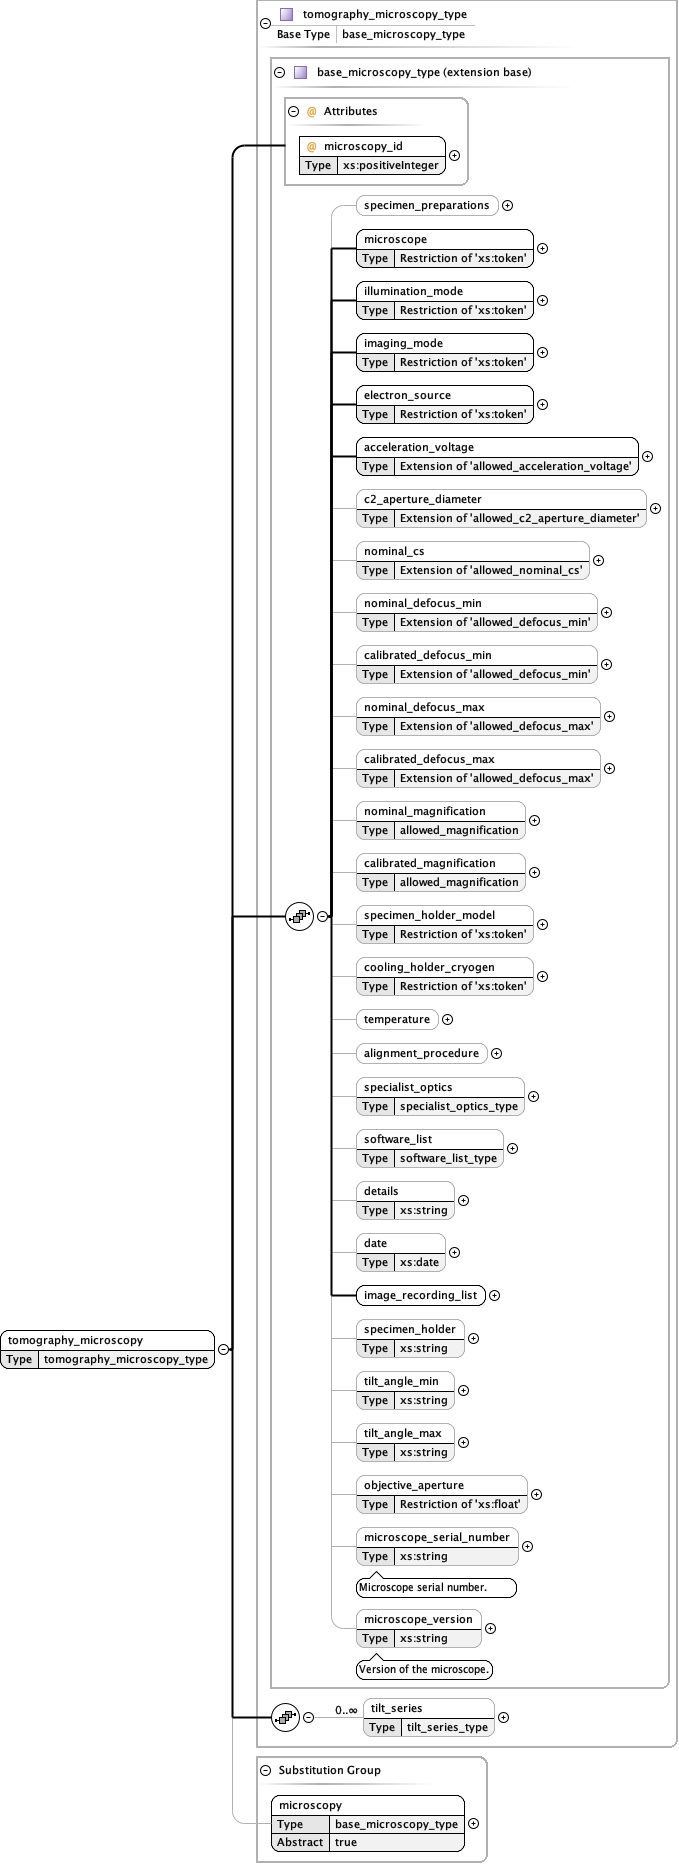 tomography_microscopy_type
Base Type base_microscopy_type
base_microscopy_type (extension base)
@ Attributes
@ microscopy_id
Type xs:positiveInteger
specimen_preparations
microscope
Type Restriction of 'xs:token'
illumination_mode
Type Restriction of 'xs:token'
imaging_mode
Type Restriction of 'xs:token'
electron_source
Type Restriction of 'xs:token'
acceleration_voltage
Type Extension of 'allowed_acceleration_voltage'
c2_aperture_diameter
Type Extension of 'allowed_c2_aperture_diameter'
nominal_cs
Type Extension of 'allowed_nominal_cs'
nominal_defocus_min
Type Extension of 'allowed_defocus_min'
calibrated_defocus_min
Type Extension of 'allowed_defocus_min'
nominal_defocus_max
Type Extension of 'allowed_defocus_max'
calibrated_defocus_max
Type Extension of 'allowed_defocus_max'
nominal_magnification
Type allowed_magnification
calibrated_magnification
Type allowed_magnification
specimen_holder_model
Type Restriction of 'xs:token'
cooling_holder_cryogen
Type Restriction of 'xs:token'
temperature
alignment_procedure
specialist_optics
Type specialist_optics_type
software_list
Type software_list_type
details
Type xs:string
date
Type xs:date
image_recording_list
tomography_microscopy
Type tomography_microscopy_type
specimen_holder
Type xs:string
tilt_angle_min
Type xs:string
tilt_angle_max
Type xs:string
objective_aperture
Type Restriction of 'xs:float'
microscope_serial_number
Type xs:string
Microscope serial number.
microscope_version
Type xs:string
Version of the microscope.
0..∞
tilt_series
Type tilt_series_type
Substitution Group
microscopy
Type base_microscopy_type
Abstract true